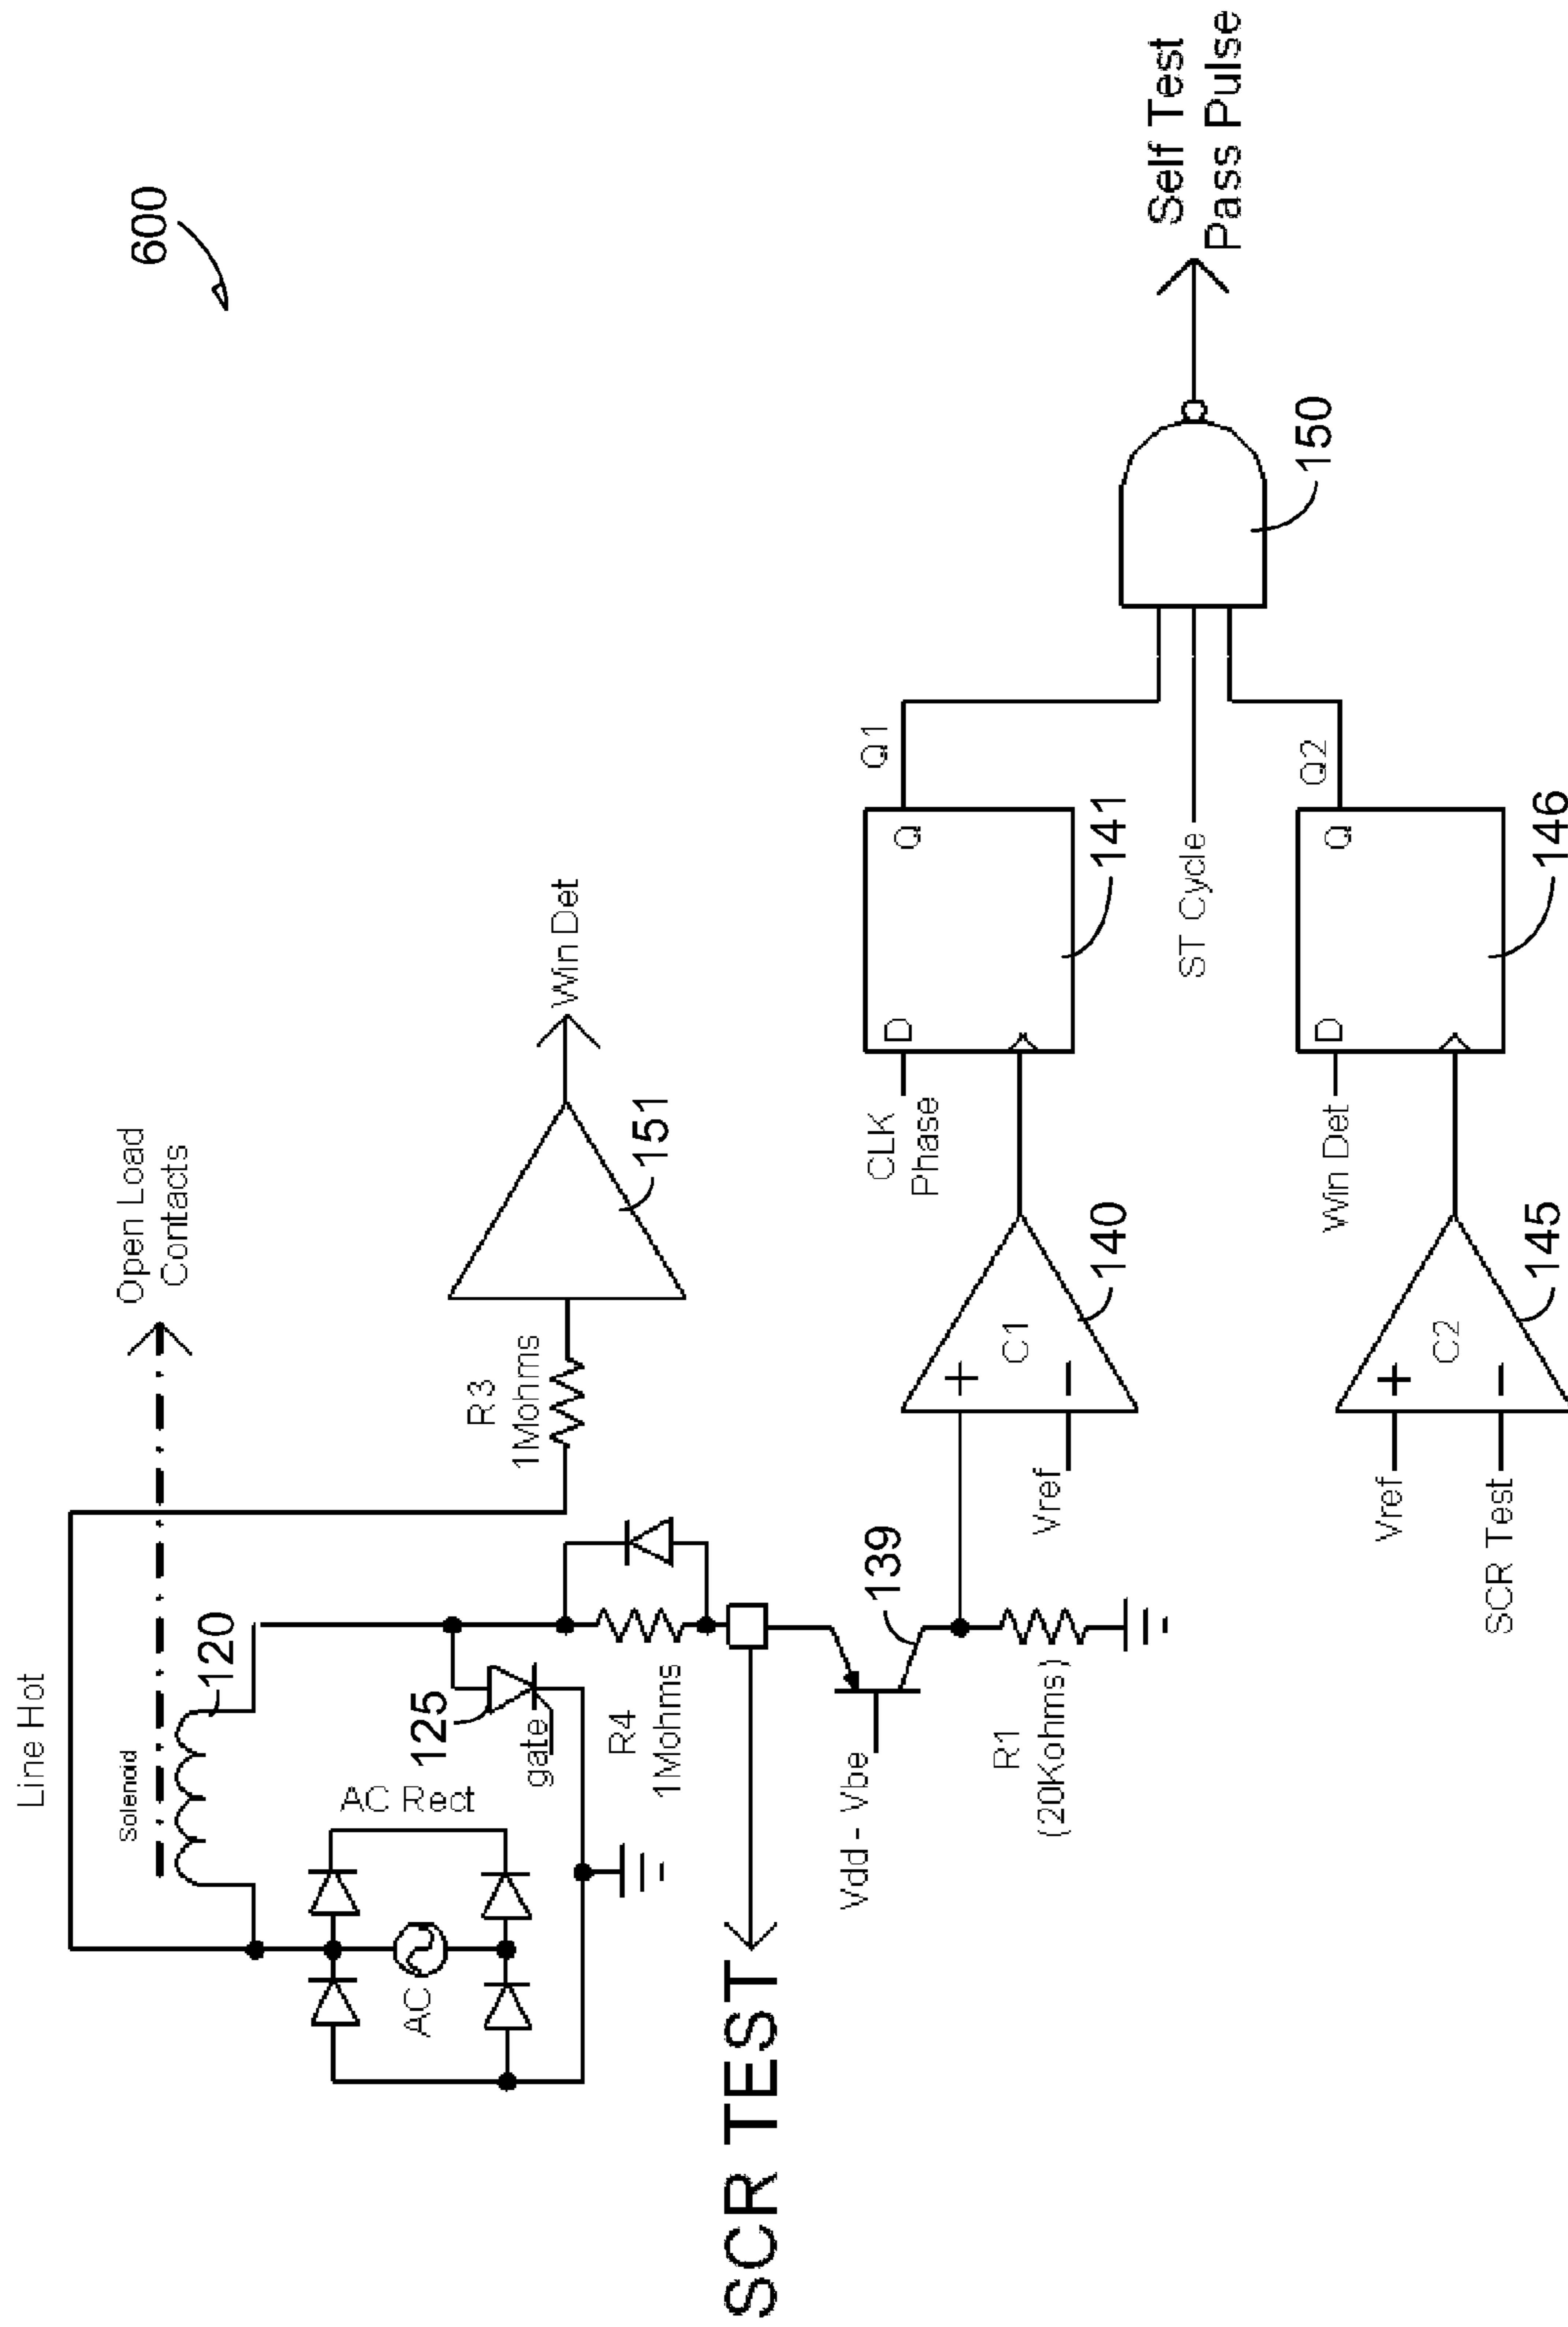 600
Line Hot
Solenoid
120
Open Load
Contacts
AC Rect
AC
125
gate
R4
1Mohms
R3
1Mohms
151
Win Det
SCR TEST
Vdd - Vbe
139
R1
(20Kohms)
Vref
+
−
C1
140
CLK
Phase
D
Q
141
Q1
ST Cycle
Vref
SCR Test
+
−
C2
145
Win Det
D
Q
146
Q2
150
Self Test
Pass Pulse